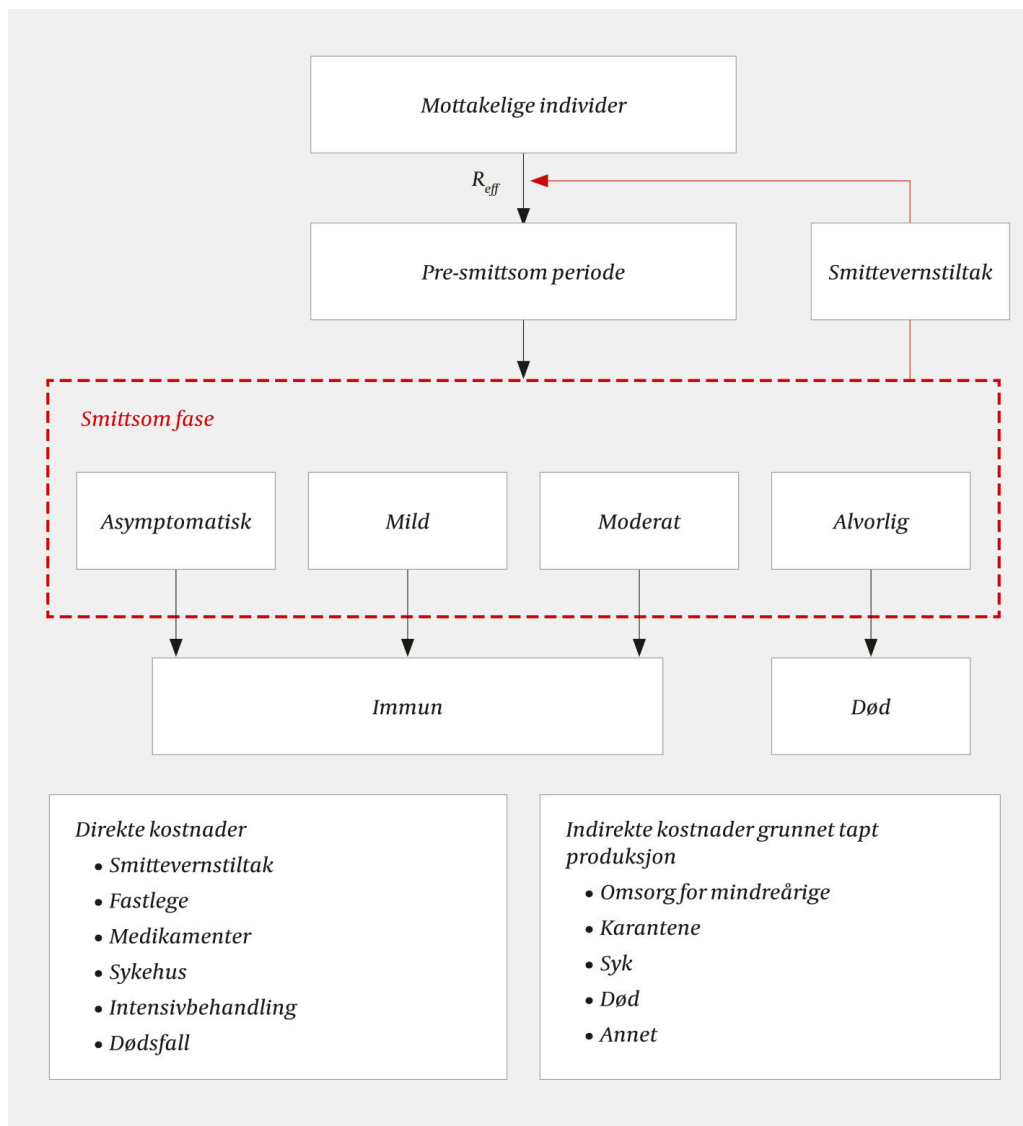 Mottakelige individer
R_eff
Pre-smittsom periode
Smittevernstiltak
Smittsom fase
Asymptomatisk
Mild
Moderat
Alvorlig
Immun
Død
Direkte kostnader
• Smittevernstiltak
• Fastlege
• Medikamenter
• Sykehus
• Intensivbehandling
• Dødsfall
Indirekte kostnader grunnet tapt
produksjon
• Omsorg for mindreårige
• Karantene
• Syk
• Død
• Annet